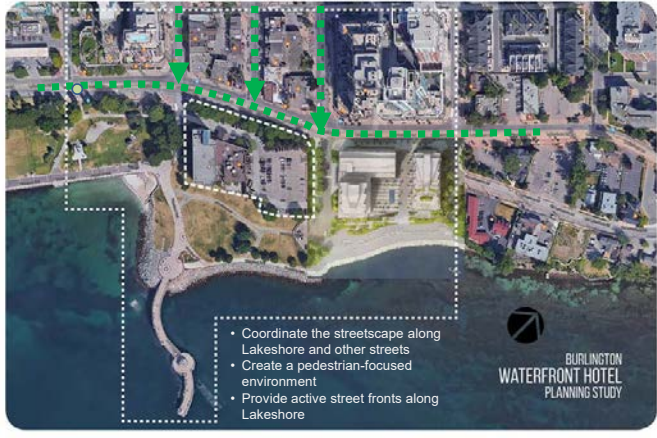 • Coordinate the streetscape along
Lakeshore and other streets
• Create a pedestrian-focused
environment
• Provide active street fronts along
Lakeshore
BURLINGTON
WATERFRONT HOTEL
PLANNING STUDY